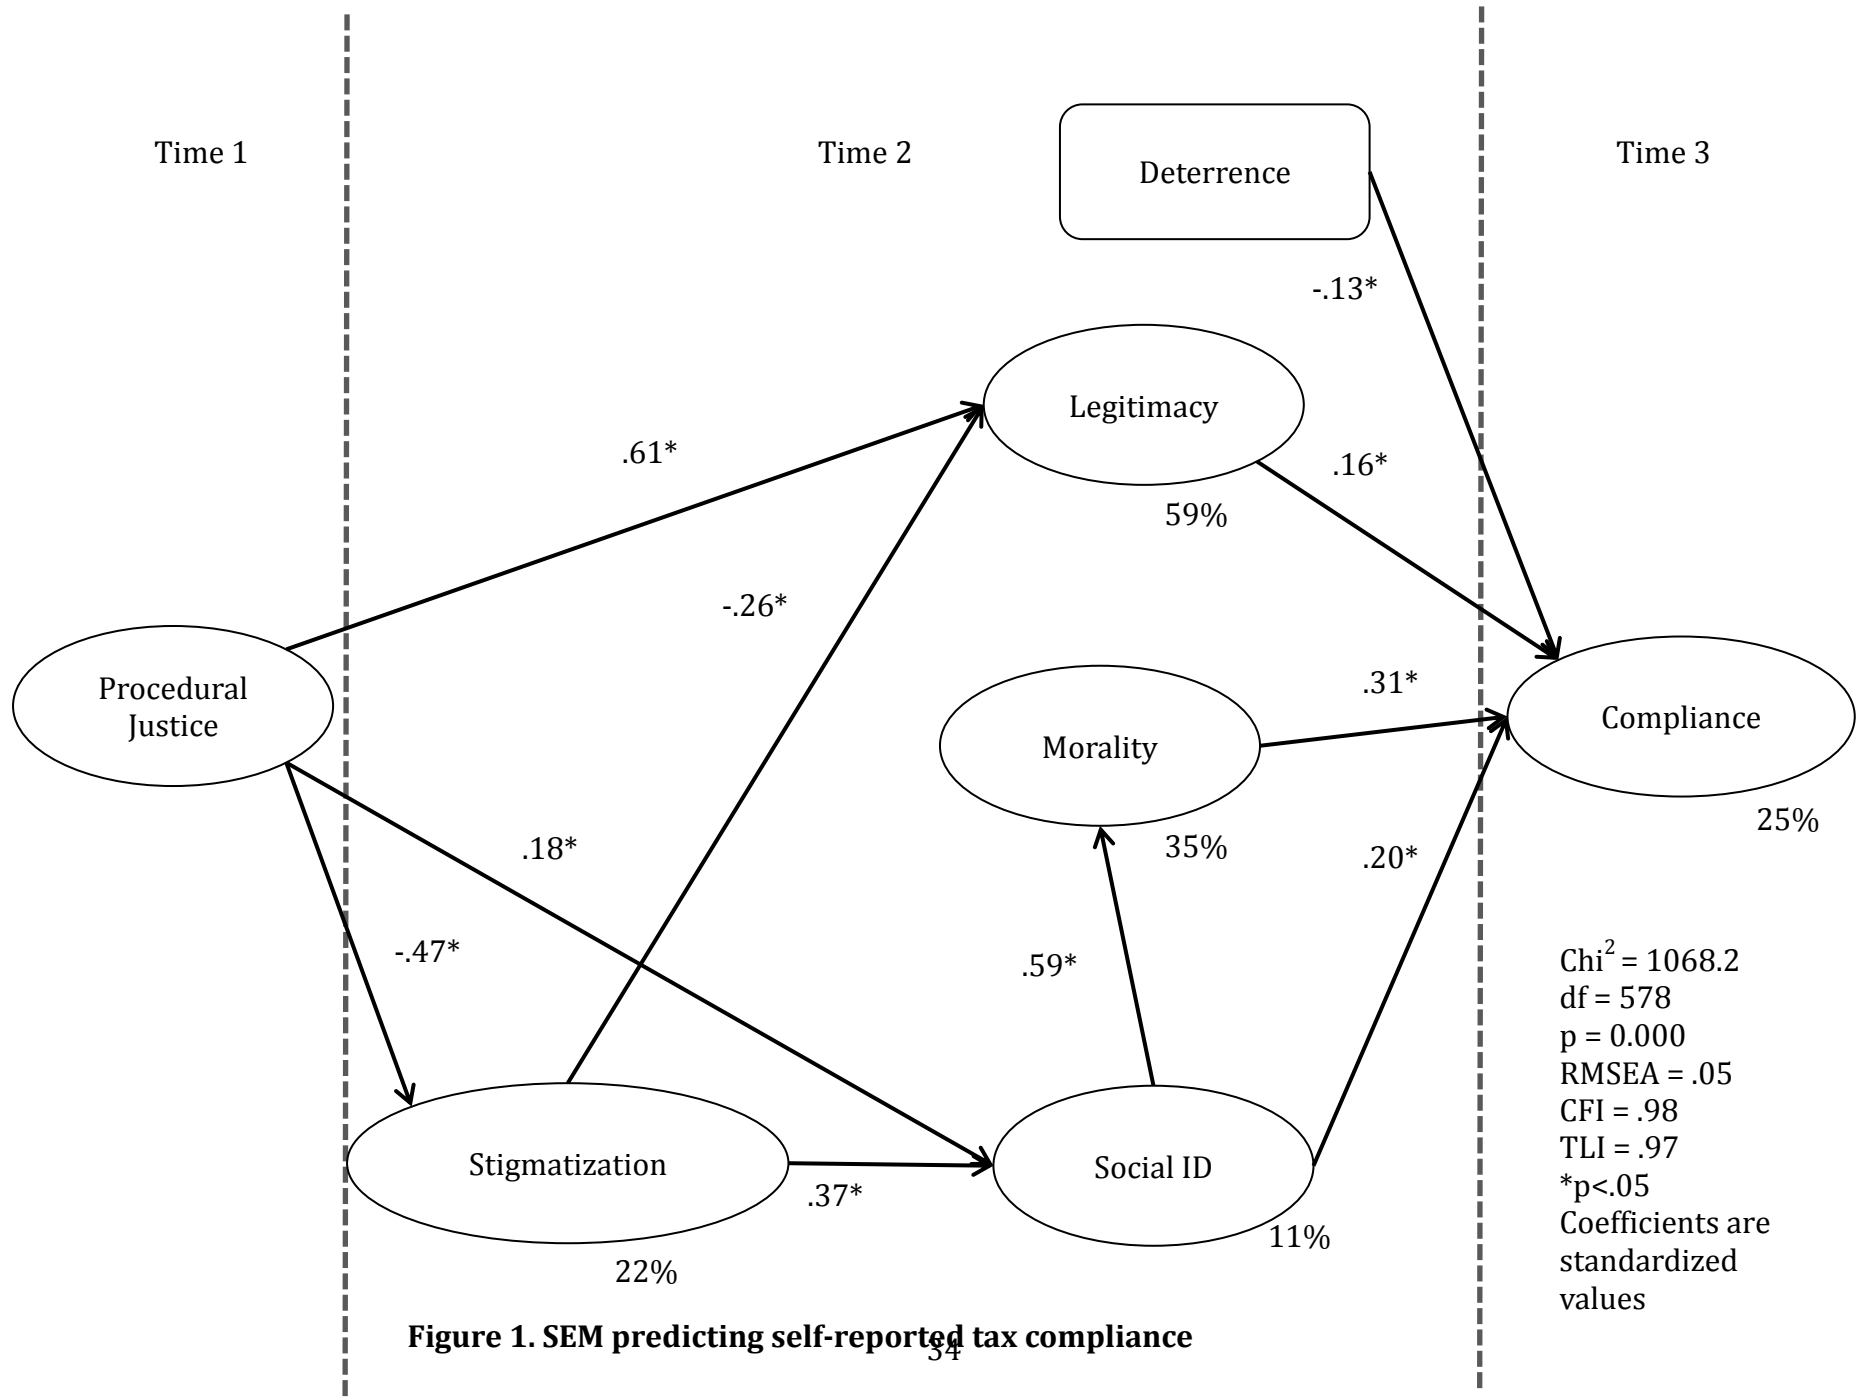 Time 1
Time 2
Deterrence
Time 3
-.13*
Legitimacy
.61*
.16*
59%
-.26*
Procedural
Justice
.31*
Morality
Compliance
.18*
35%
.20*
25%
-.47*
.59*
Chi² = 1068.2
df = 578
p = 0.000
RMSEA = .05
CFI = .98
TLI = .97
*p<.05
Coefficients are
standardized
values
Stigmatization
.37*
Social ID
11%
22%
Figure 1. SEM predicting self-reported tax compliance
34